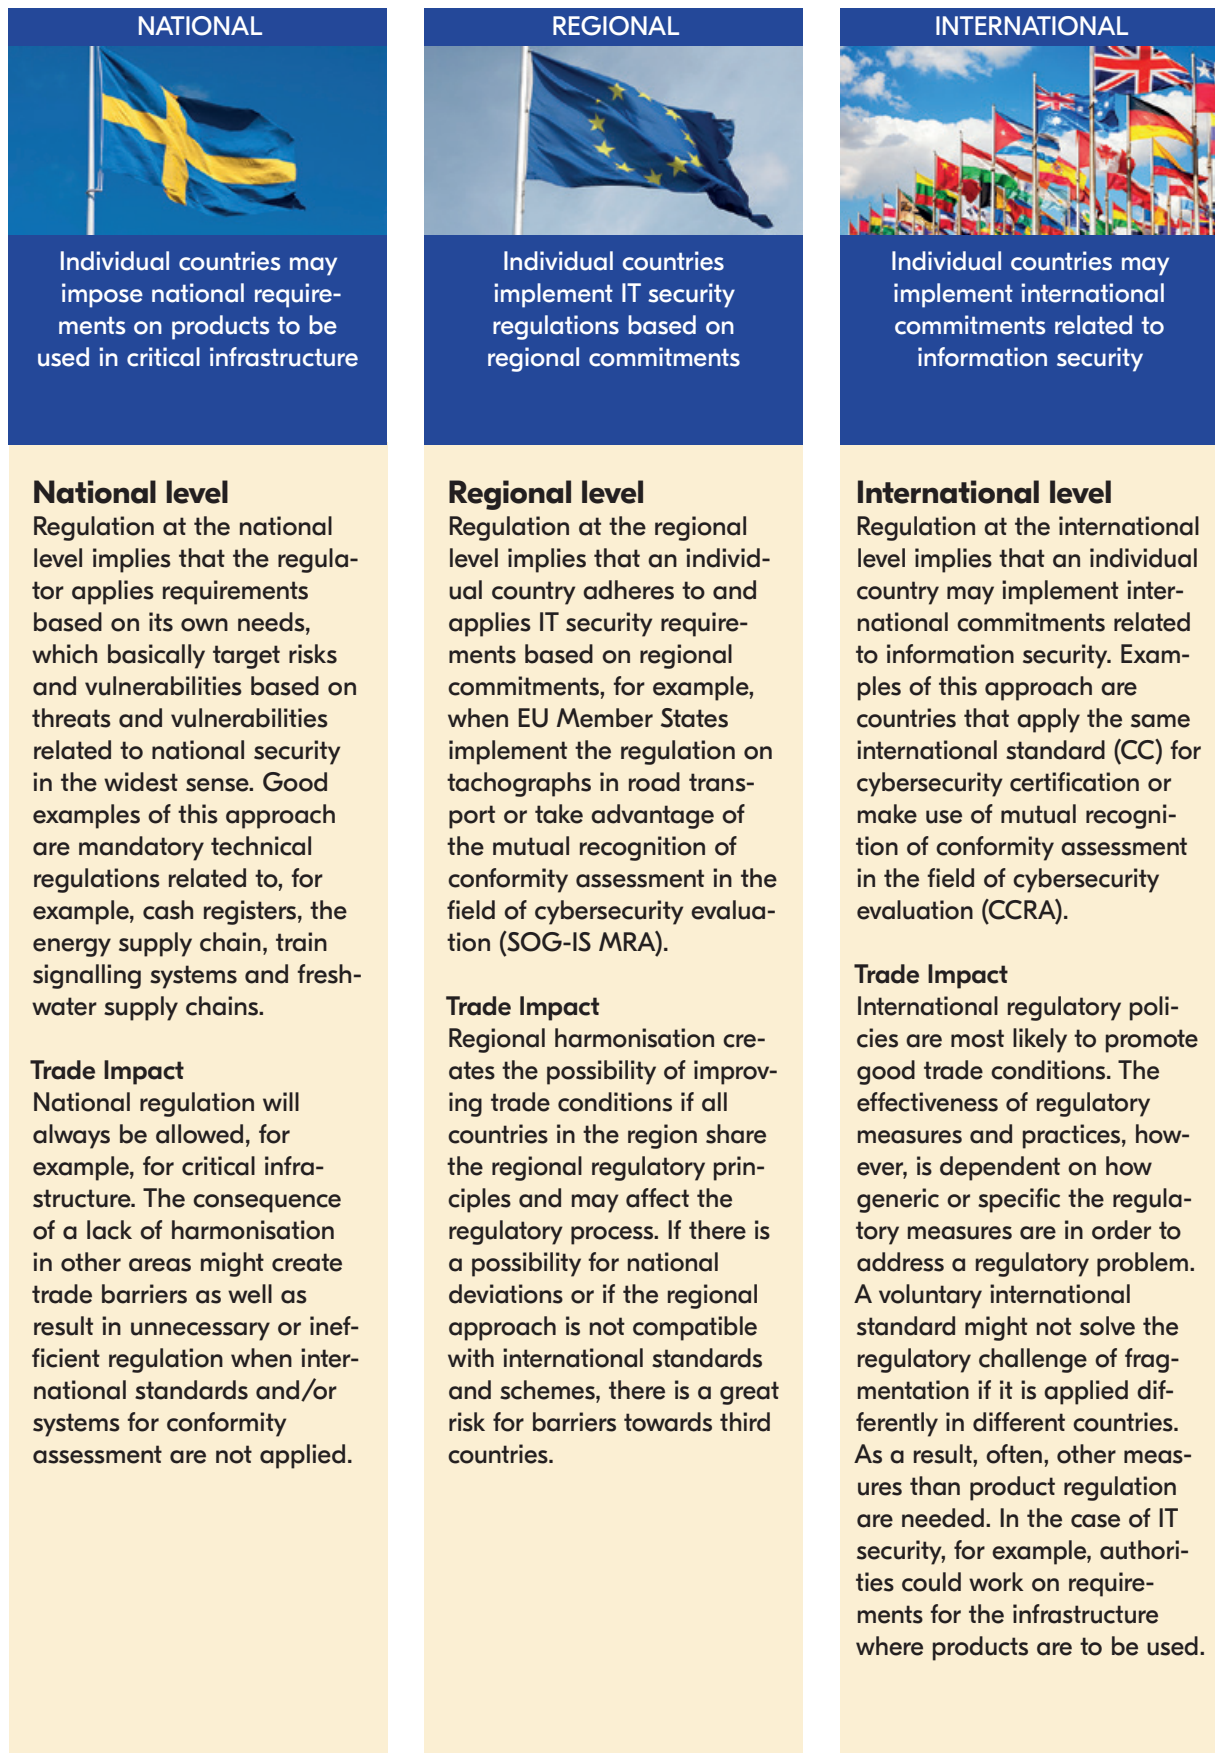 NATIONAL
Individual countries may
impose national require-
ments on products to be
used in critical infrastructure
National level
Regulation at the national
level implies that the regula-
tor applies requirements
based on its own needs,
which basically target risks
and vulnerabilities based on
threats and vulnerabilities
related to national security
in the widest sense. Good
examples of this approach
are mandatory technical
regulations related to, for
example, cash registers, the
energy supply chain, train
signalling systems and fresh-
water supply chains.
Trade Impact
National regulation will
always be allowed, for
example, for critical infra-
structure. The consequence
of a lack of harmonisation
in other areas might create
trade barriers as well as
result in unnecessary or inef-
ficient regulation when inter-
national standards and/or
systems for conformity
assessment are not applied.
REGIONAL
Individual countries
implement IT security
regulations based on
regional commitments
Regional level
Regulation at the regional
level implies that an individ-
ual country adheres to and
applies IT security require-
ments based on regional
commitments, for example,
when EU Member States
implement the regulation on
tachographs in road trans-
port or take advantage of
the mutual recognition of
conformity assessment in the
field of cybersecurity evalua-
tion (SOG-IS MRA).
Trade Impact
Regional harmonisation cre-
ates the possibility of improv-
ing trade conditions if all
countries in the region share
the regional regulatory prin-
ciples and may affect the
regulatory process. If there is
a possibility for national
deviations or if the regional
approach is not compatible
with international standards
and schemes, there is a great
risk for barriers towards third
countries.
INTERNATIONAL
Individual countries may
implement international
commitments related to
information security
International level
Regulation at the international
level implies that an individual
country may implement inter-
national commitments related
to information security. Exam-
ples of this approach are
countries that apply the same
international standard (CC) for
cybersecurity certification or
make use of mutual recogni-
tion of conformity assessment
in the field of cybersecurity
evaluation (CCRA).
Trade Impact
International regulatory poli-
cies are most likely to promote
good trade conditions. The
effectiveness of regulatory
measures and practices, how-
ever, is dependent on how
generic or specific the regula-
tory measures are in order to
address a regulatory problem.
A voluntary international
standard might not solve the
regulatory challenge of frag-
mentation if it is applied dif-
ferently in different countries.
As a result, often, other meas-
ures than product regulation
are needed. In the case of IT
security, for example, authori-
ties could work on require-
ments for the infrastructure
where products are to be used.